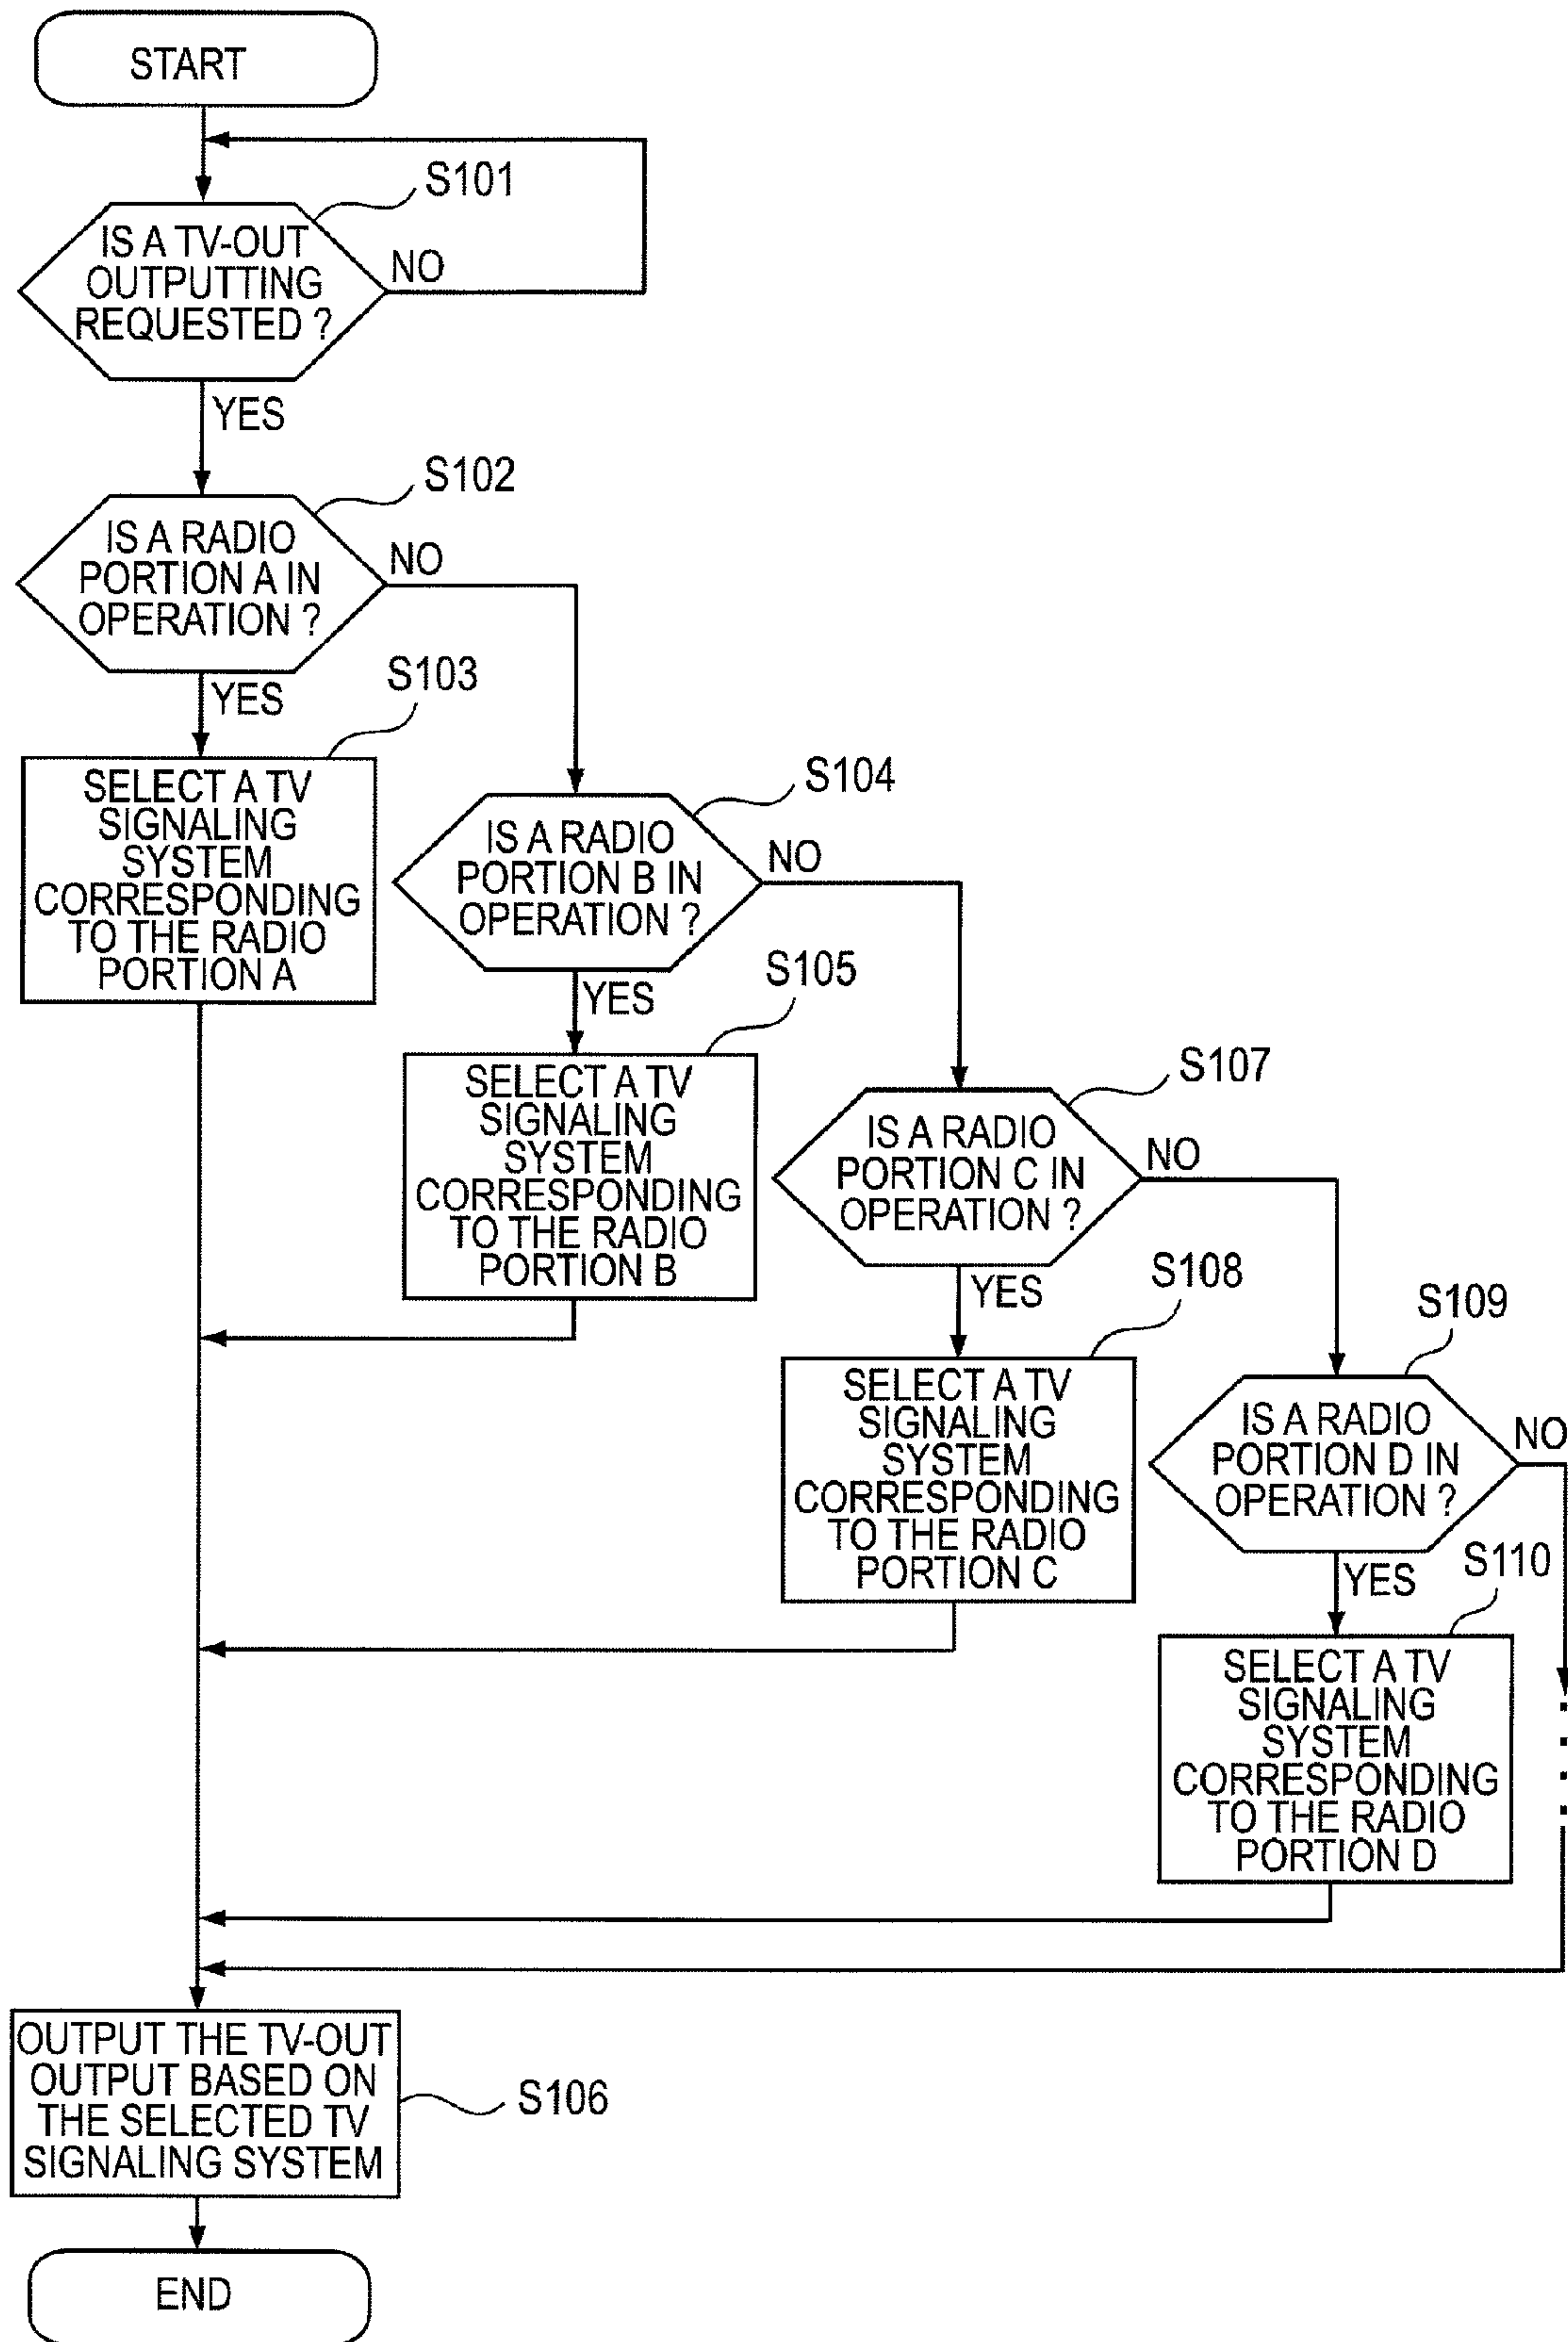 START
S101
IS A TV-OUT
OUTPUTTING
REQUESTED ?
NO
YES
S102
IS A RADIO
PORTION A IN
OPERATION ?
NO
YES
S103
SELECT A TV
SIGNALING
SYSTEM
CORRESPONDING
TO THE RADIO
PORTION A
S104
IS A RADIO
PORTION B IN
OPERATION ?
NO
YES
S105
SELECT A TV
SIGNALING
SYSTEM
CORRESPONDING
TO THE RADIO
PORTION B
S107
IS A RADIO
PORTION C IN
OPERATION ?
NO
YES
S108
SELECT A TV
SIGNALING
SYSTEM
CORRESPONDING
TO THE RADIO
PORTION C
S109
IS A RADIO
PORTION D IN
OPERATION ?
NO
YES
S110
SELECT A TV
SIGNALING
SYSTEM
CORRESPONDING
TO THE RADIO
PORTION D
OUTPUT THE TV-OUT
OUTPUT BASED ON
THE SELECTED TV
SIGNALING SYSTEM
S106
END